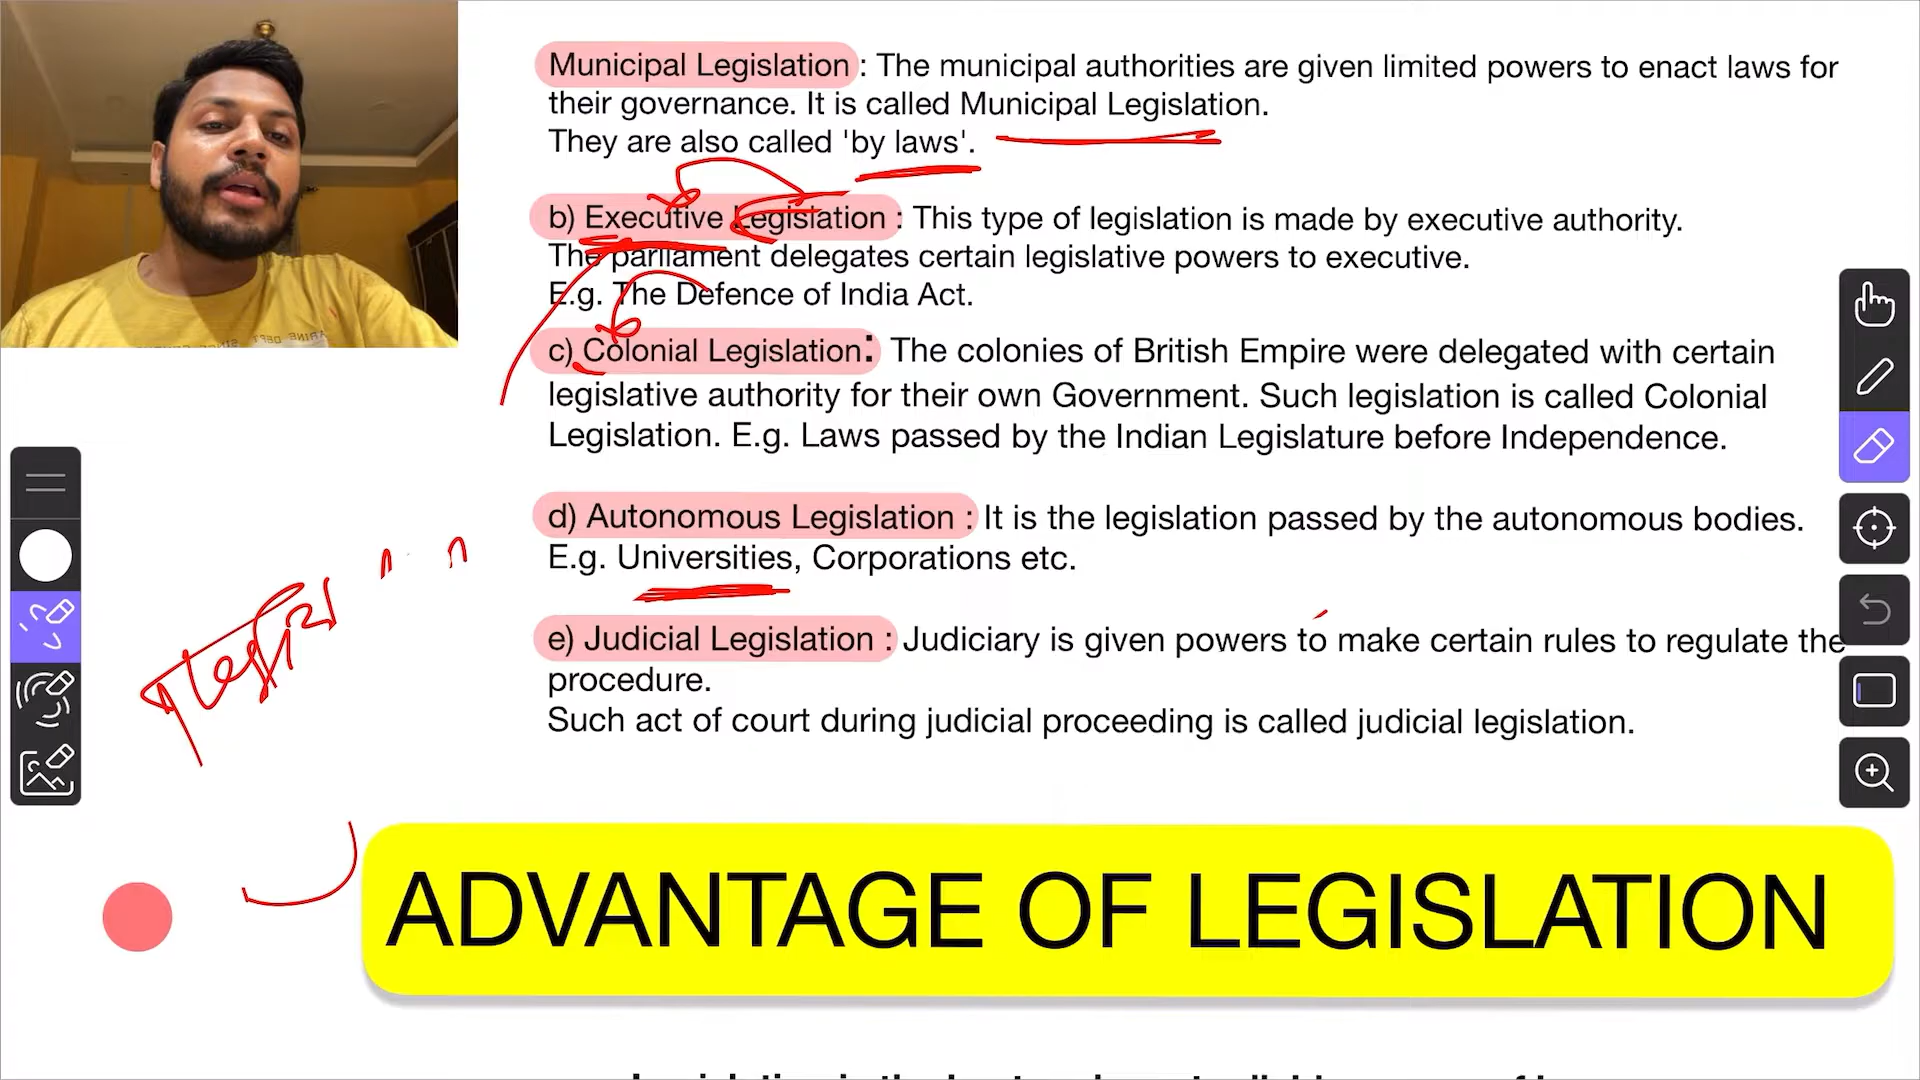 Municipal Legislation : The municipal authorities are given limited powers to enact laws for
their governance. It is called Municipal Legislation.
They are also called 'by laws'.
b) Executive Legislation : This type of legislation is made by executive authority.
The parliament delegates certain legislative powers to executive.
E.g. The Defence of India Act.
c) Colonial Legislation: The colonies of British Empire were delegated with certain
legislative authority for their own Government. Such legislation is called Colonial
Legislation. E.g. Laws passed by the Indian Legislature before Independence.
d) Autonomous Legislation : It is the legislation passed by the autonomous bodies.
E.g. Universities, Corporations etc.
e) Judicial Legislation : Judiciary is given powers to make certain rules to regulate the
procedure.
Such act of court during judicial proceeding is called judicial legislation.
ADVANTAGE OF LEGISLATION